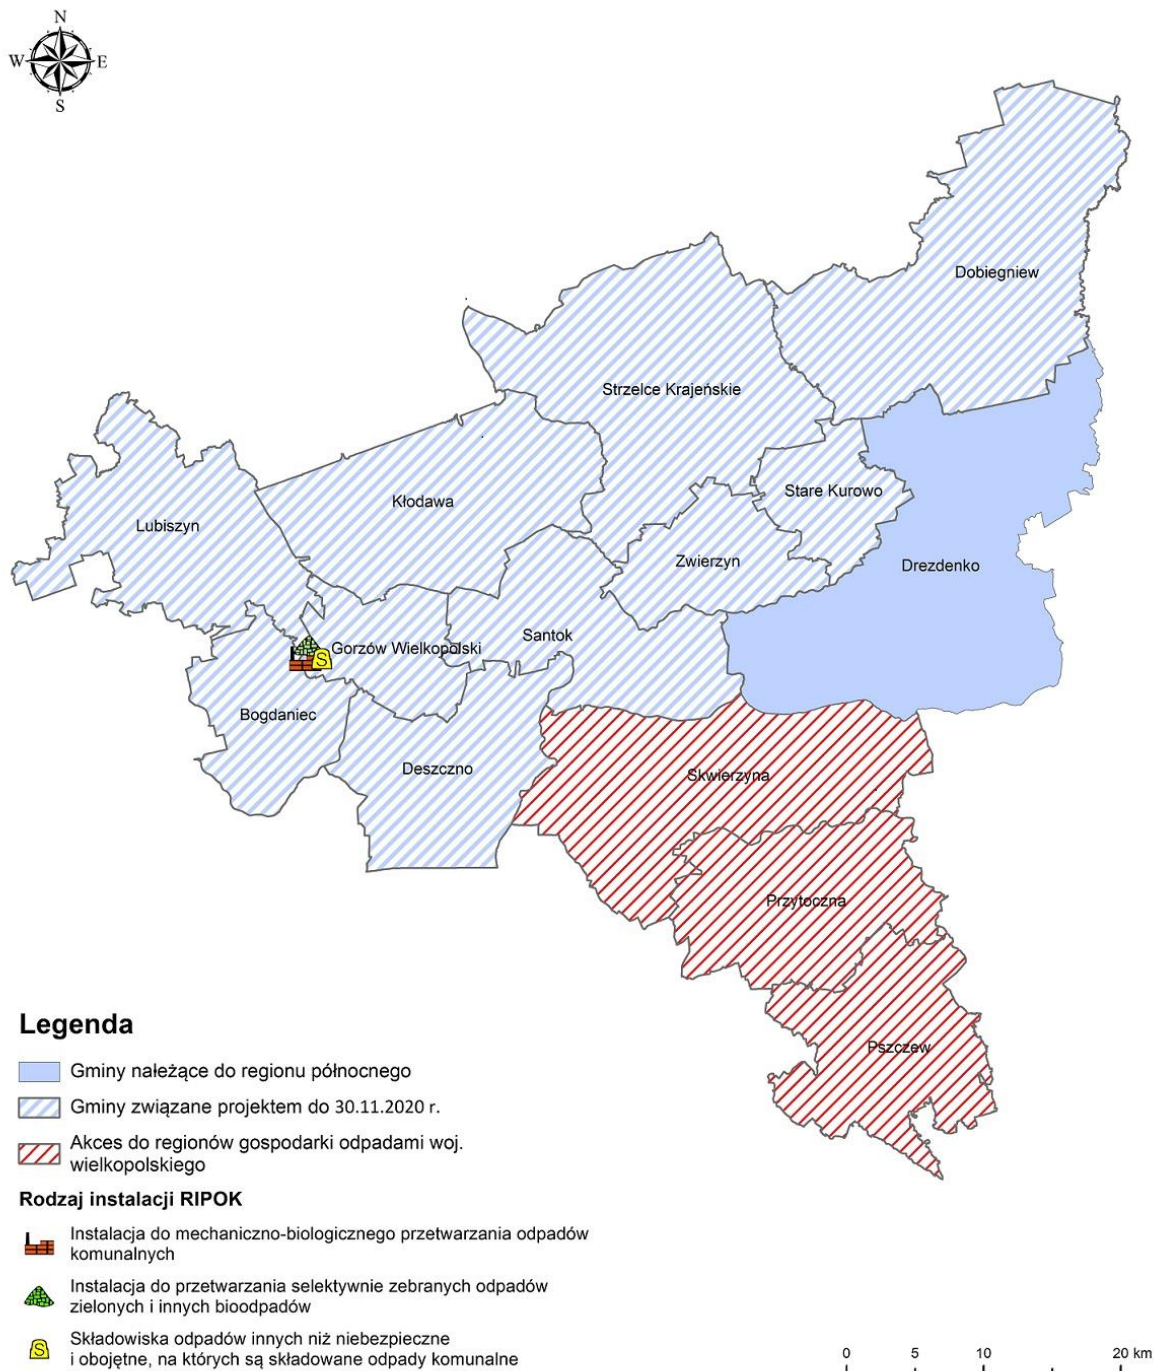 N
W E
S
Dobiegniew
Strzelce Krajeńskie
Stare Kurowo
Kłodawa
Lubiszyn
Zwierzyn
Drezdenko
Santok
Gorzów Wielkopolski
S
Bogdaniec
Deszczno
Skwierzyna
Przytoczna
Pszczew
Legenda
Gminy należące do regionu północnego
Gminy związane projektem do 30.11.2020 r.
Akces do regionów gospodarki odpadami woj.
wielkopolskiego
Rodzaj instalacji RIPOK
Instalacja do mechaniczno-biologicznego przetwarzania odpadów
komunalnych
Instalacja do przetwarzania selektywnie zebranych odpadów
zielonych i innych bioodpadów
S
Składowiska odpadów innych niż niebezpieczne
i obojętne, na których są składowane odpady komunalne
0 5 10 20 km